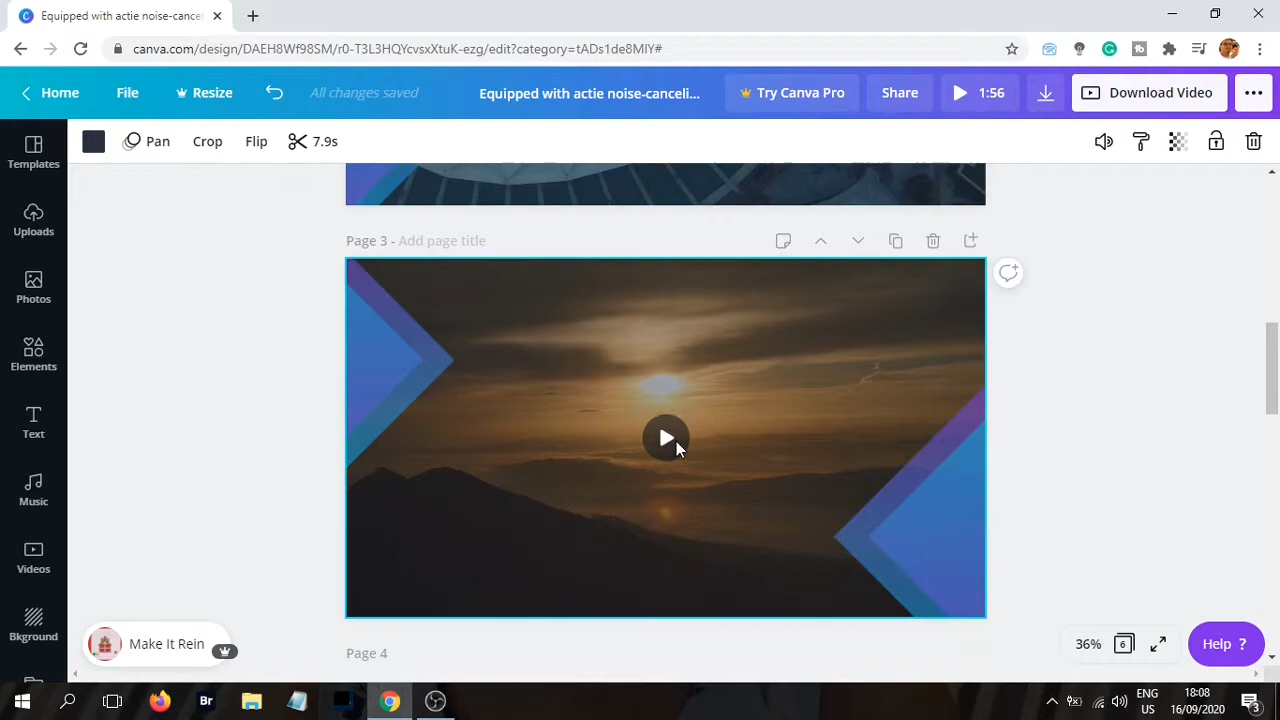 Equipped with actie noise-cancel
canva.com/design/DAEH8Wf98SM/r0-T3L3HQYcvsxXtuK-ezg/edit?category=tADs1de8MIY#
Home
File
Resize
All changes saved
Equipped with actie noise-canceli...
Try Canva Pro
Share
1:56
Download Video
Pan
Crop
Flip
7.9s
Templates
Uploads
Photos
Elements
Text
Music
Videos
Bkground
Page 3 - Add page title
Page 4
Make It Rein
36%
6
Help ?
Br
ENG
US
18:08
16/09/2020
3